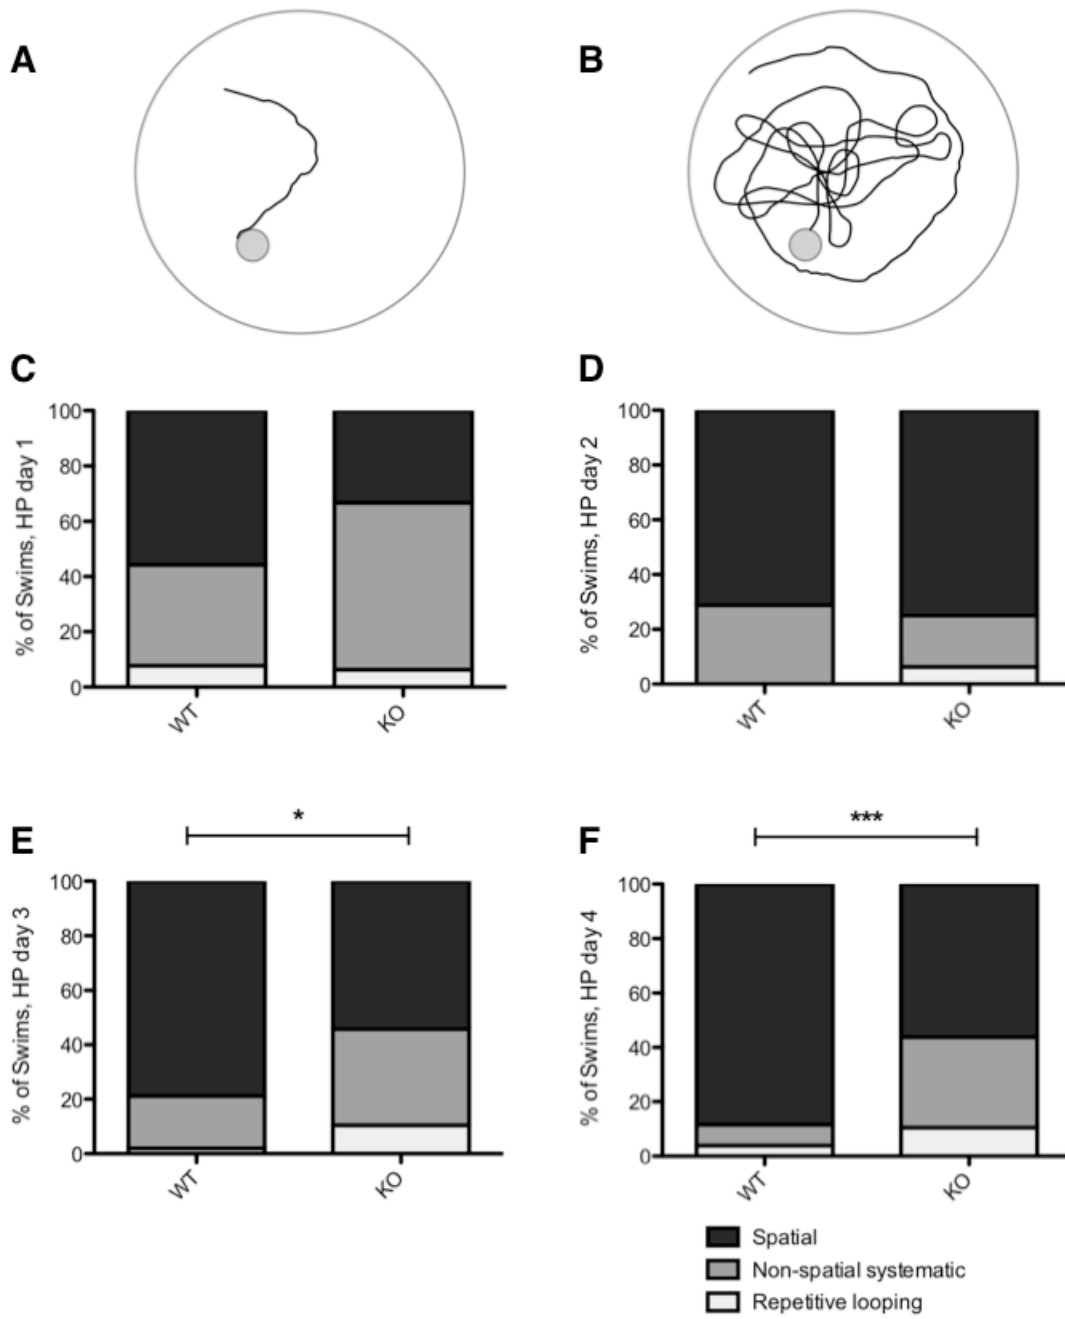 A
B
C
D
% of Swims, HP day 1
100
80
60
40
20
0
WT
KO
% of Swims, HP day 2
100
80
60
40
20
0
WT
KO
E
*
F
***
% of Swims, HP day 3
100
80
60
40
20
0
WT
KO
% of Swims, HP day 4
100
80
60
40
20
0
WT
KO
Spatial
Non-spatial systematic
Repetitive looping